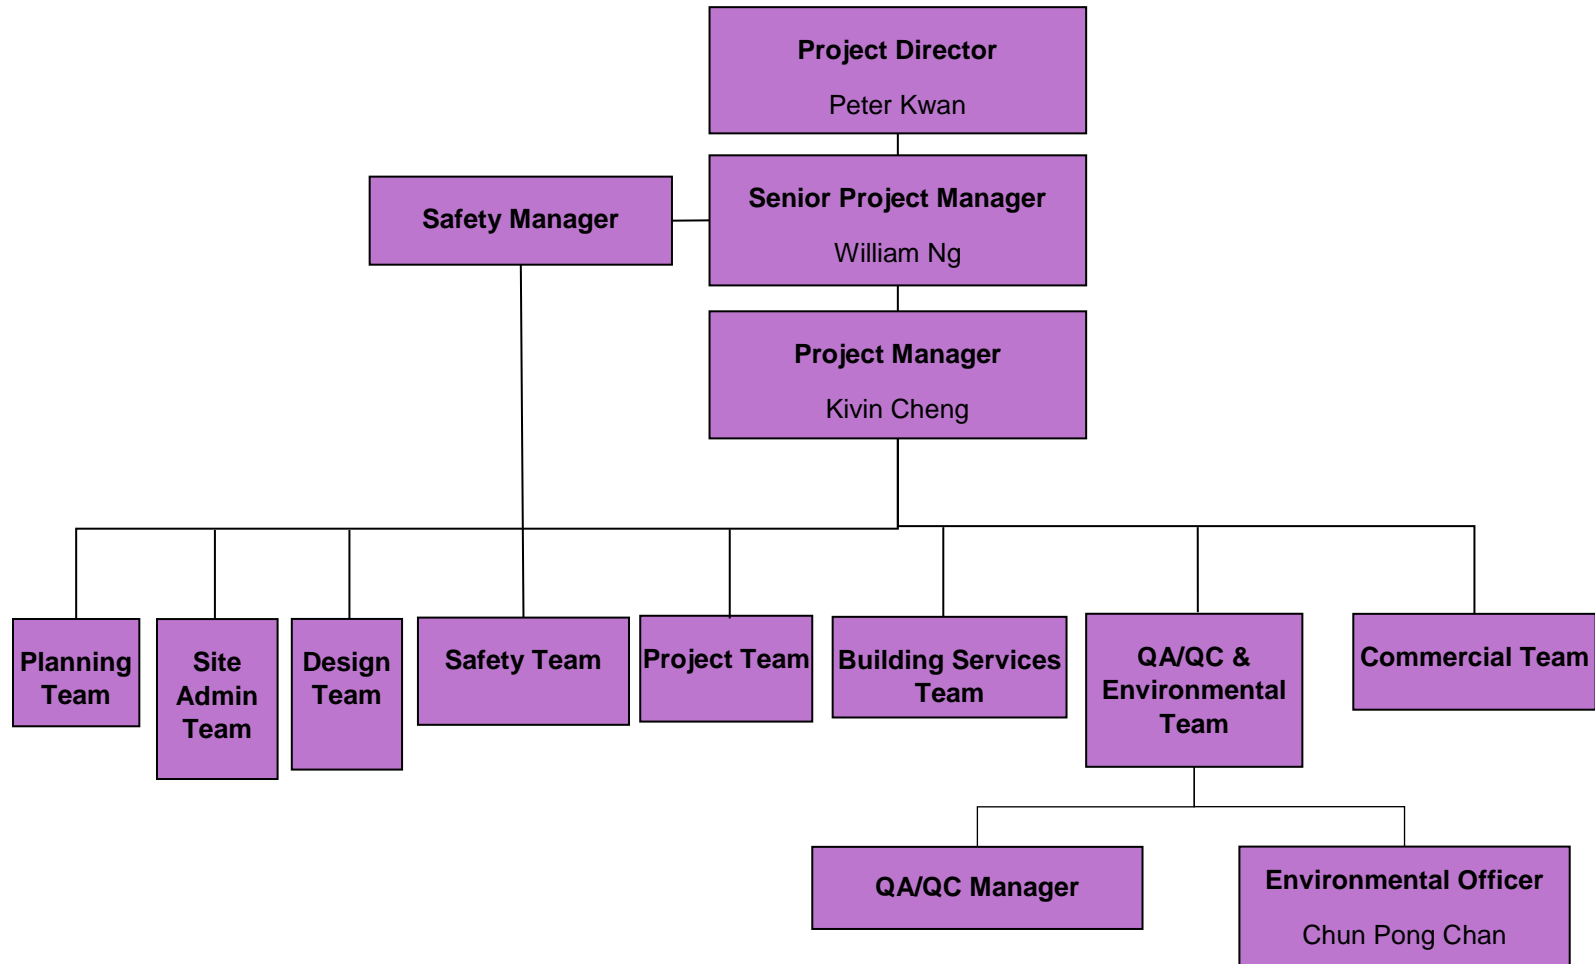 Project Director
Peter Kwan
Safety Manager
Senior Project Manager
William Ng
Project Manager
Kivin Cheng
Planning
Team
Site
Admin
Team
Design
Team
Safety Team
Project Team
Building Services
Team
QA/QC &
Environmental
Team
Commercial Team
QA/QC Manager
Environmental Officer
Chun Pong Chan